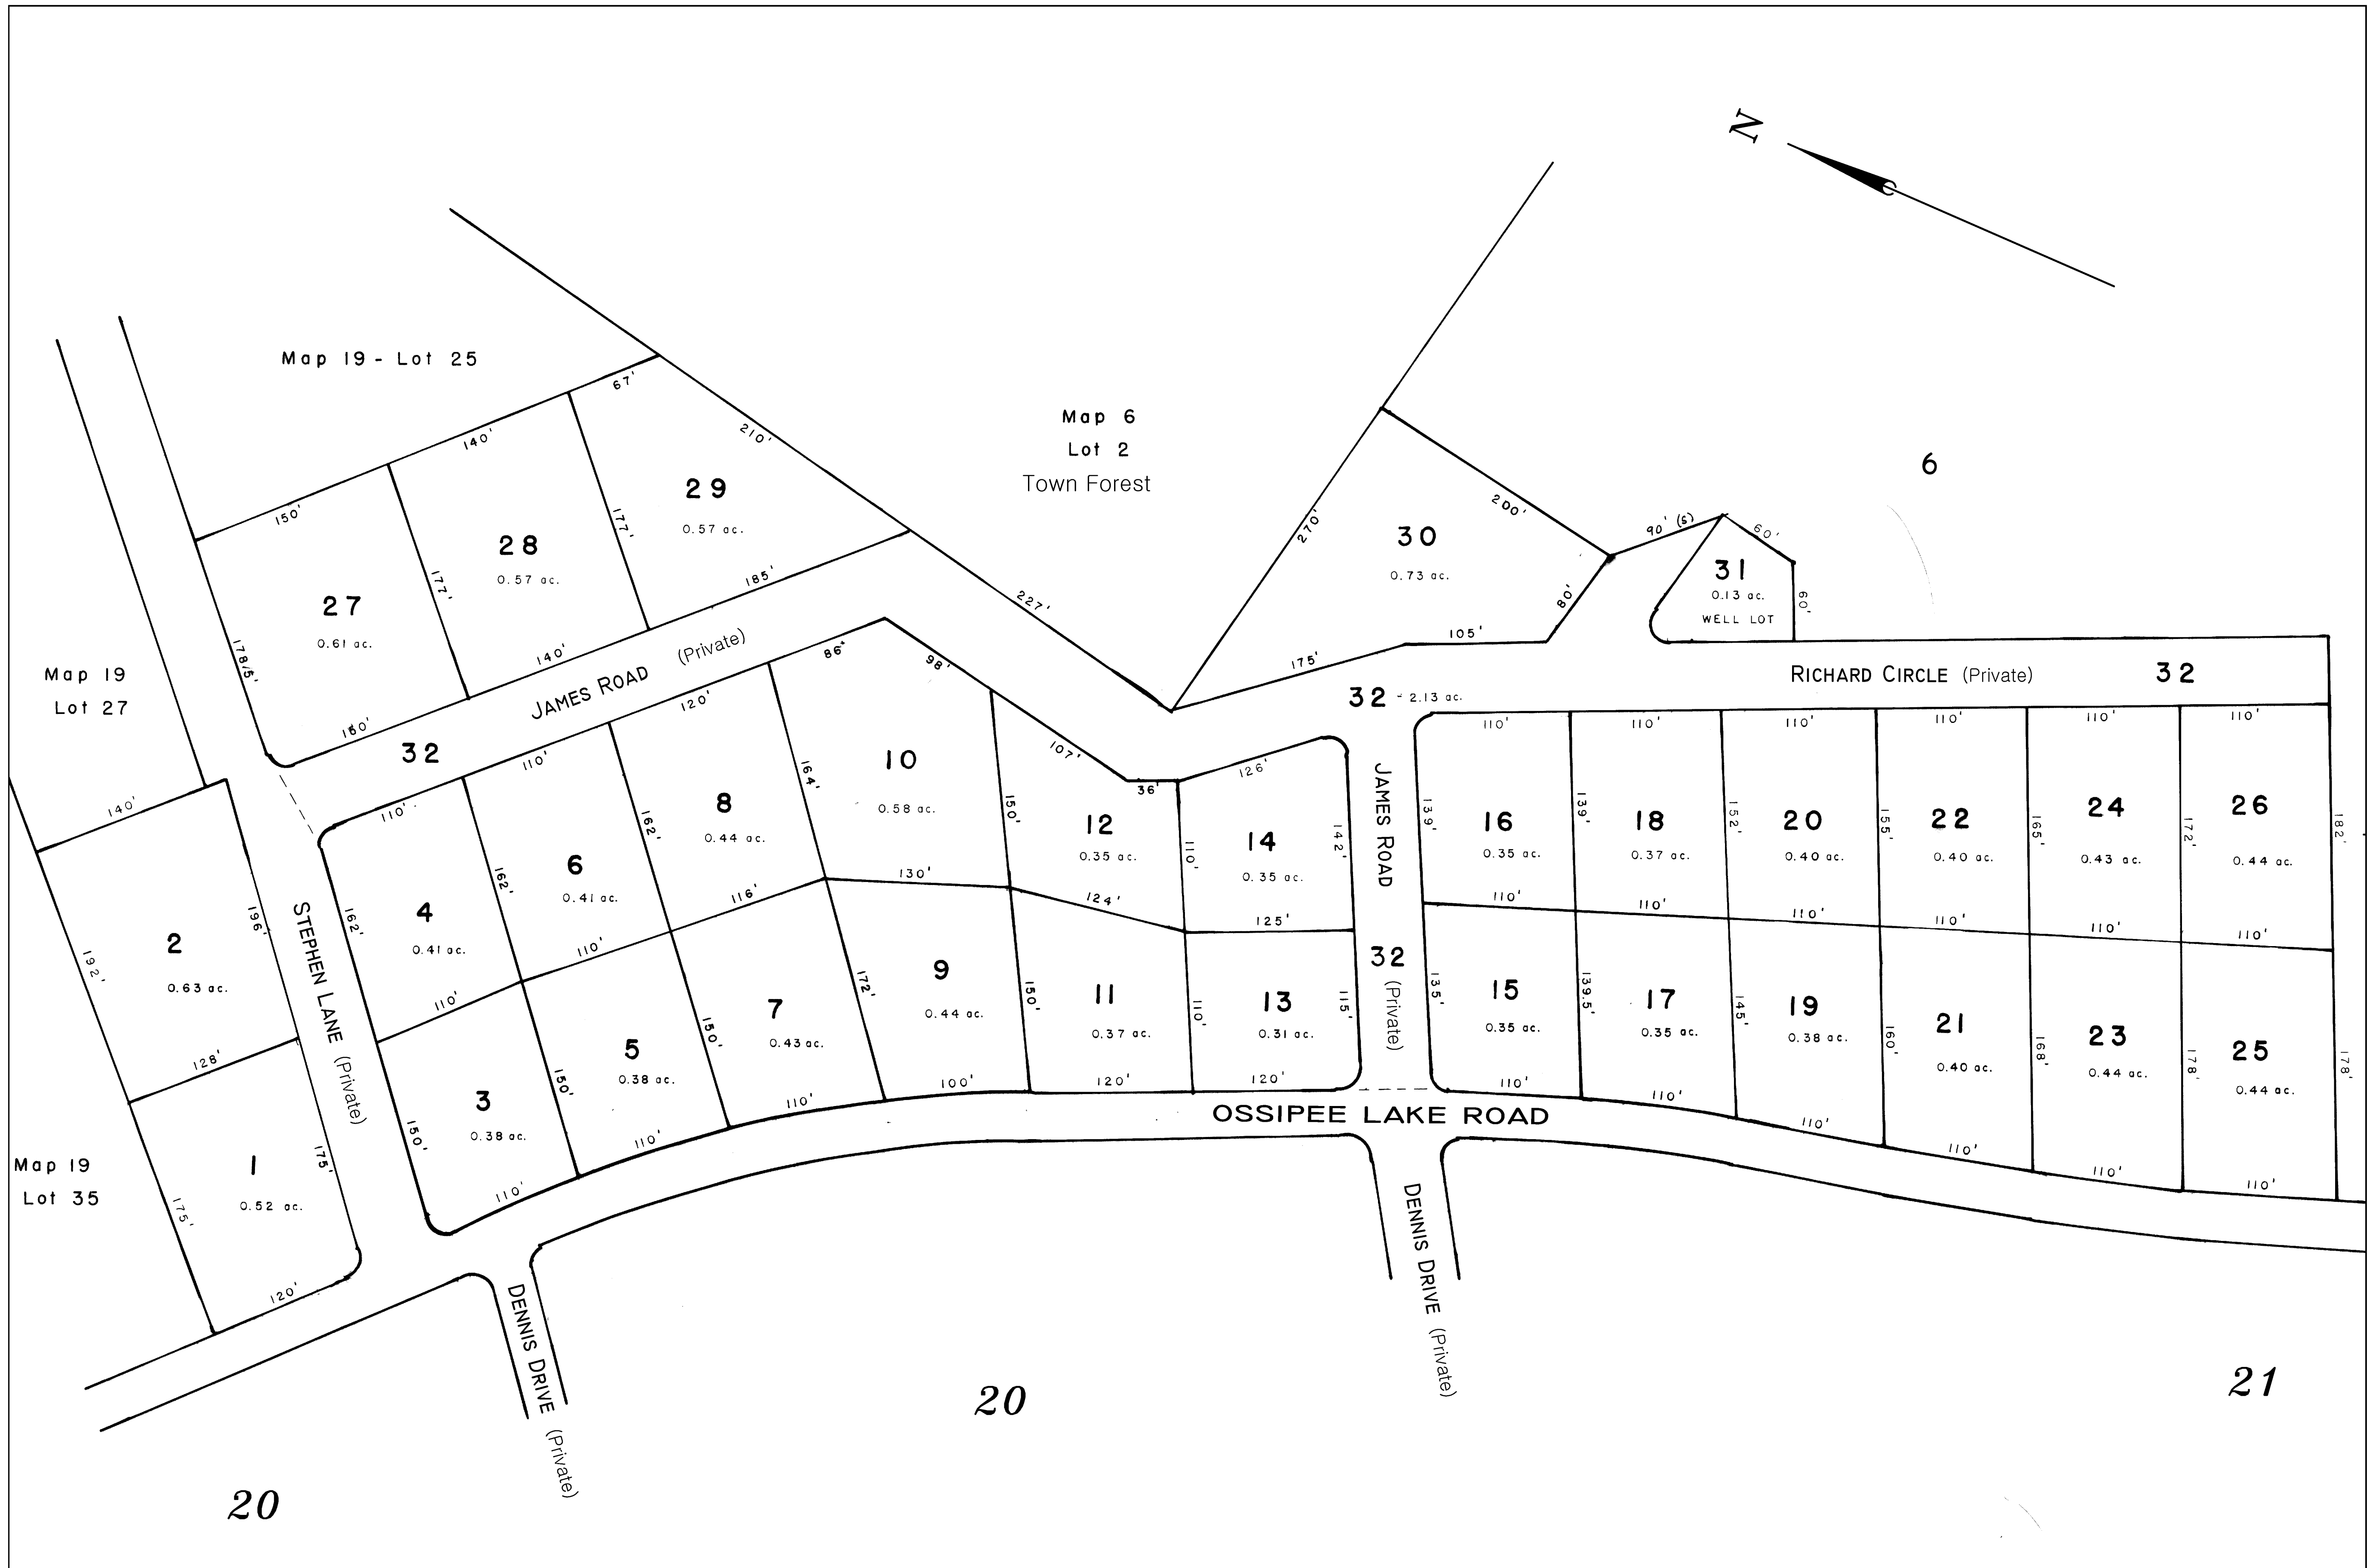 N
Map 19 - Lot 25
67'
140'
150'
210'
Map 6
Lot 2
Town Forest
6
29
0.57 ac.
177'
28
0.57 ac.
177'
27
0.61 ac.
185'
140'
227'
270'
200'
30
0.73 ac.
80'
105'
175'
90' (s)
60'
31
0.13 ac.
WELL LOT
60'
Map 19
Lot 27
JAMES ROAD (Private)
32
32 - 2.13 ac.
RICHARD CIRCLE (Private)
32
140'
2
0.63 ac.
196'
192'
128'
STEPHEN LANE (Private)
110'
110'
120'
86'
98'
107'
36'
126'
162'
4
0.41 ac.
162'
6
0.41 ac.
162'
8
0.44 ac.
164'
10
0.58 ac.
150'
12
0.35 ac.
110'
14
0.35 ac.
142'
JAMES ROAD
32
(Private)
110'
110'
116'
130'
124'
125'
110'
110'
110'
110'
110'
110'
139'
16
0.35 ac.
139'
18
0.37 ac.
152'
20
0.40 ac.
155'
22
0.40 ac.
165'
24
0.43 ac.
172'
26
0.44 ac.
182'
110'
110'
110'
110'
110'
110'
Map 19
Lot 35
1
0.52 ac.
175'
175'
120'
150'
3
0.38 ac.
150'
5
0.38 ac.
150'
7
0.43 ac.
172'
9
0.44 ac.
150'
11
0.37 ac.
110'
13
0.31 ac.
115'
135'
15
0.35 ac.
139.5'
17
0.35 ac.
145'
19
0.38 ac.
160'
21
0.40 ac.
168'
23
0.44 ac.
178'
25
0.44 ac.
178'
110'
110'
110'
100'
120'
120'
110'
110'
110'
110'
110'
110'
OSSIPEE LAKE ROAD
DENNIS DRIVE (Private)
DENNIS DRIVE (Private)
20
20
21